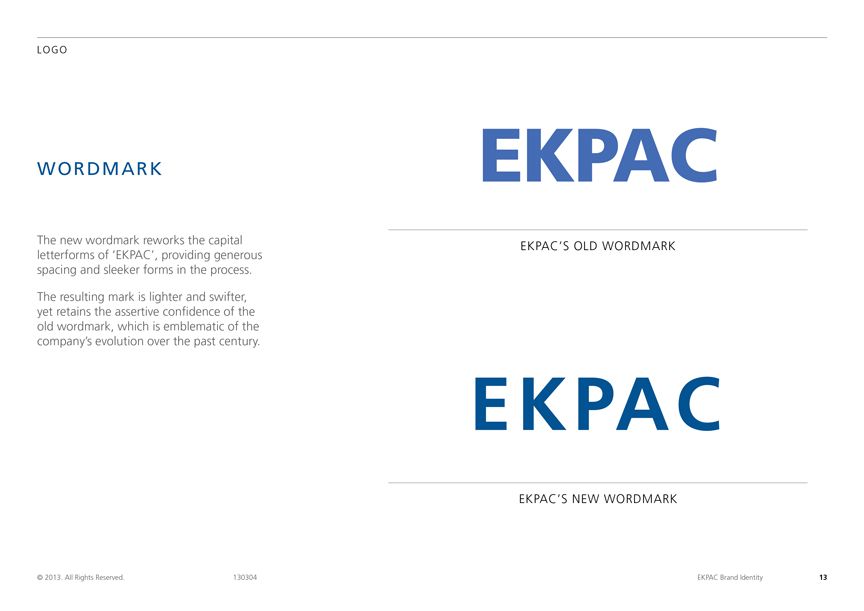 LOGO
WORDMARK
The new wordmark reworks the capital
letterforms of ‘EKPAC’, providing generous
spacing and sleeker forms in the process.
The resulting mark is lighter and swifter,
yet retains the assertive confidence of the
old wordmark, which is emblematic of the
company’s evolution over the past century.
EKPAC
EKPAC’S OLD WORDMARK
EKPAC
EKPAC’S NEW WORDMARK
© 2013. All Rights Reserved.
130304
EKPAC Brand Identity
13